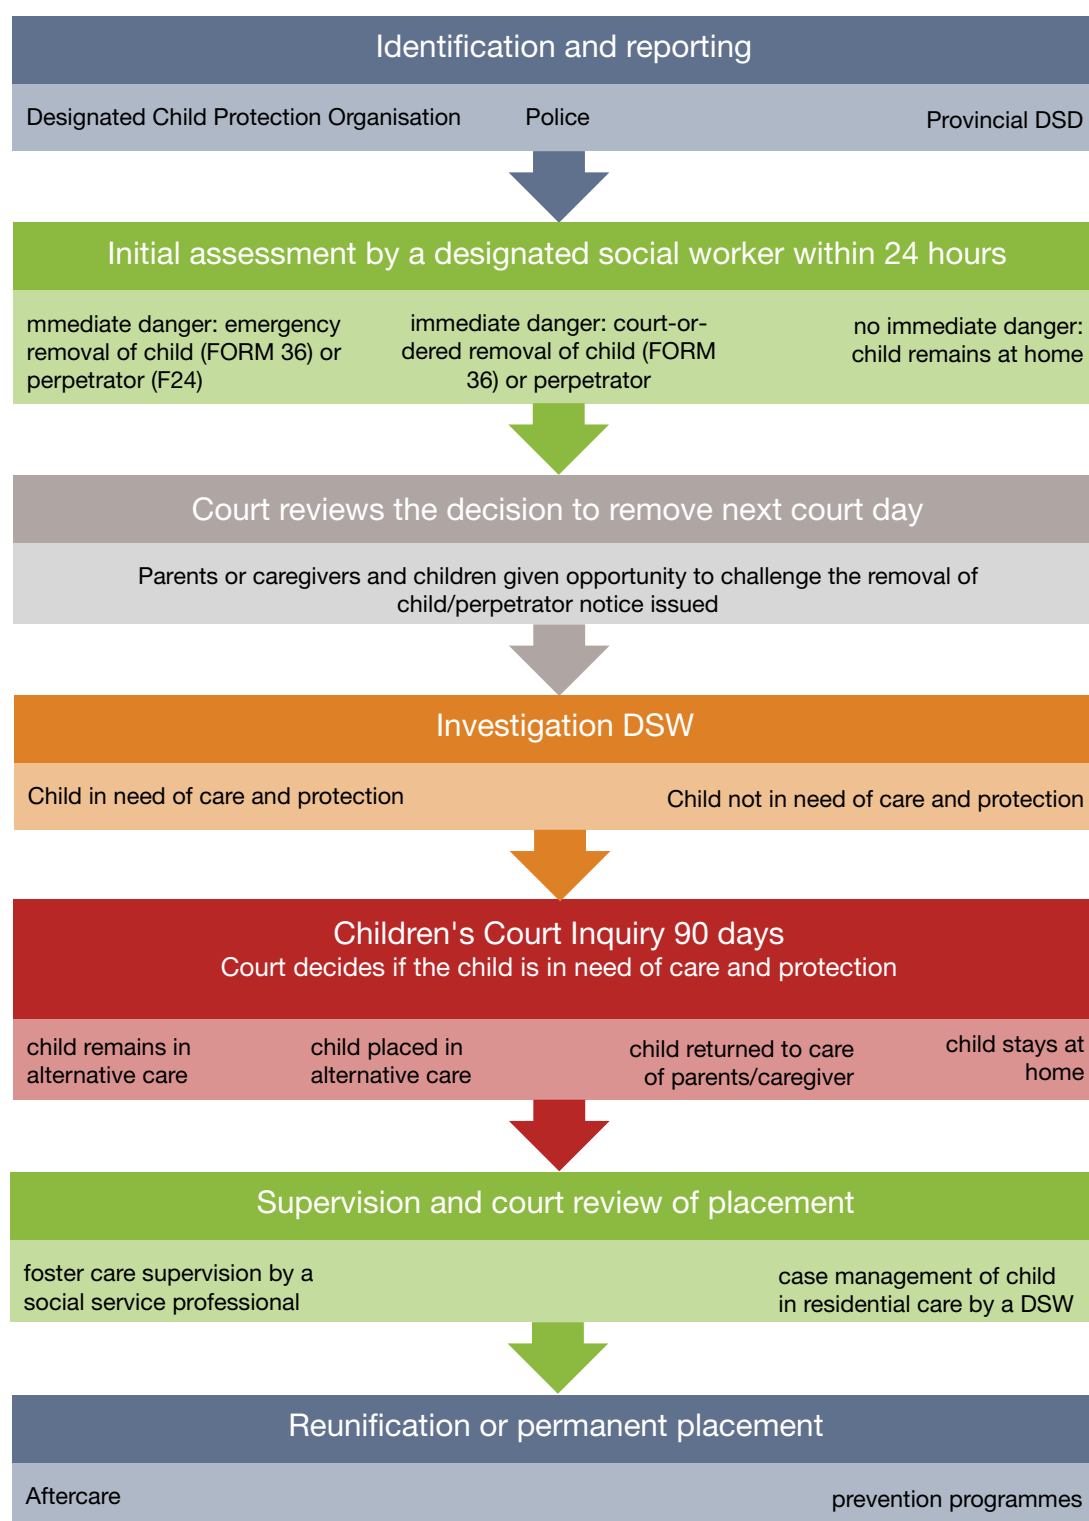 Identification and reporting
Designated Child Protection Organisation
Police
Provincial DSD
Initial assessment by a designated social worker within 24 hours
mmediate danger: emergency
removal of child (FORM 36) or
perpetrator (F24)
immediate danger: court-or-
dered removal of child (FORM
36) or perpetrator
no immediate danger:
child remains at home
Court reviews the decision to remove next court day
Parents or caregivers and children given opportunity to challenge the removal of
child/perpetrator notice issued
Investigation DSW
Child in need of care and protection
Child not in need of care and protection
Children's Court Inquiry 90 days
Court decides if the child is in need of care and protection
child remains in
alternative care
child placed in
alternative care
child returned to care
of parents/caregiver
child stays at
home
Supervision and court review of placement
foster care supervision by a
social service professional
case management of child
in residential care by a DSW
Reunification or permanent placement
Aftercare
prevention programmes